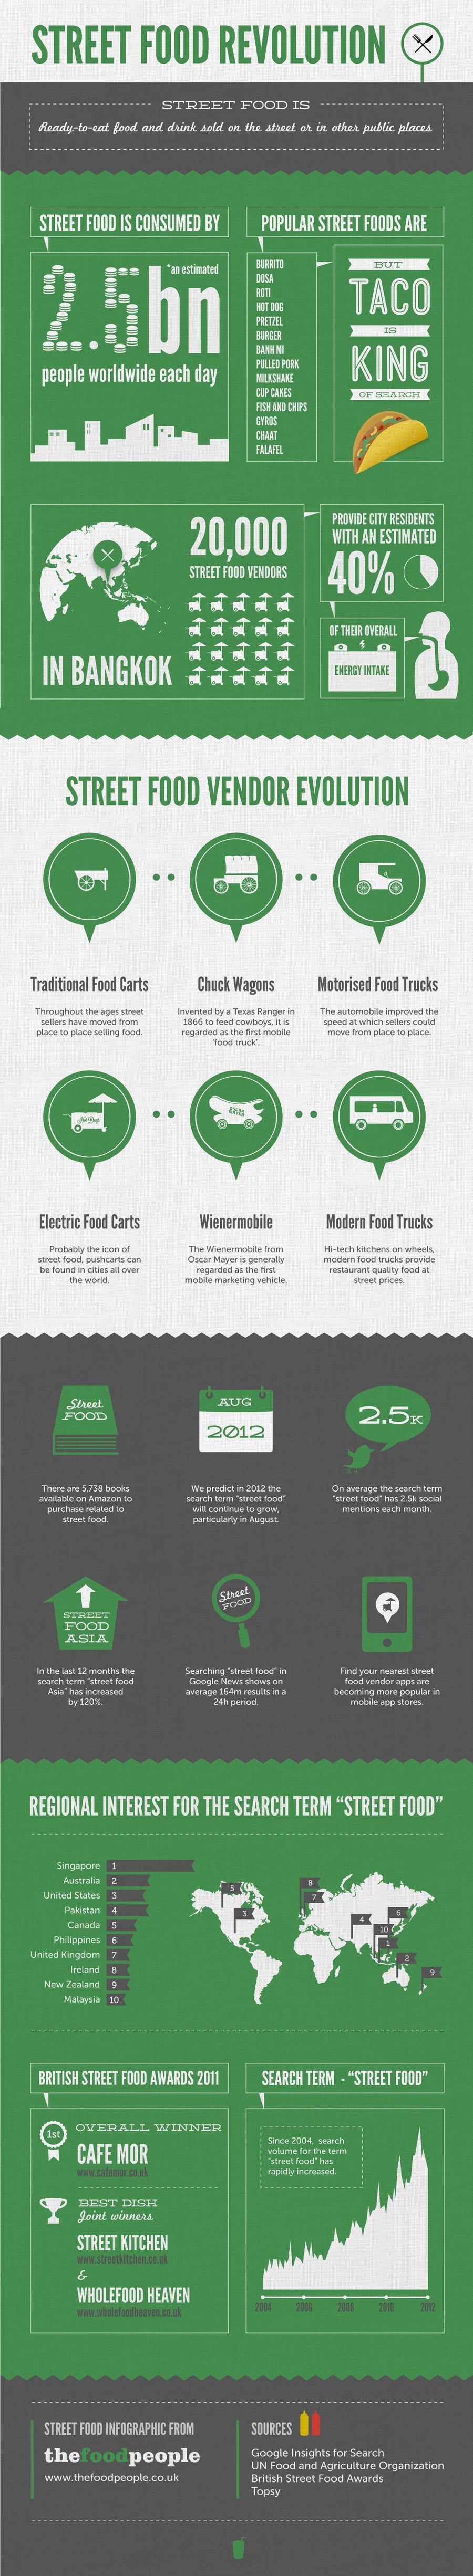 STREET FOOD REVOLUTION
STREET FOOD IS
Ready-to-eat food and drink sold on the street or in other public places
STREET FOOD IS CONSUMED BY
*an estimated
2.5bn
people worldwide each day
POPULAR STREET FOODS ARE
BURRITO
DOSA
ROTI
HOT DOG
PRETZEL
BURGER
BANH MI
PULLED PORK
MILKSHAKE
CUP CAKES
FISH AND CHIPS
GYROS
CHAAT
FALAFEL
BUT
TACO
IS
KING
OF SEARCH
20,000
STREET FOOD VENDORS
IN BANGKOK
PROVIDE CITY RESIDENTS
WITH AN ESTIMATED
40%
OF THEIR OVERALL
ENERGY INTAKE
STREET FOOD VENDOR EVOLUTION
Traditional Food Carts
Throughout the ages street
sellers have moved from
place to place selling food.
Chuck Wagons
Invented by a Texas Ranger in
1866 to feed cowboys, it is
regarded as the first mobile
'food truck'.
Motorised Food Trucks
The automobile improved the
speed at which sellers could
move from place to place.
Hot Dogs
OSCAR
MAYER
Electric Food Carts
Probably the icon of
street food, pushcarts can
be found in cities all over
the world.
Wienermobile
The Wienermobile from
Oscar Mayer is generally
regarded as the first
mobile marketing vehicle.
Modern Food Trucks
Hi-tech kitchens on wheels,
modern food trucks provide
restaurant quality food at
street prices.
Street
FOOD
There are 5,738 books
available on Amazon to
purchase related to
street food.
AUG
2012
We predict in 2012 the
search term "street food"
will continue to grow,
particularly in August.
2.5K
On average the search term
"street food" has 2.5k social
mentions each month.
STREET
FOOD
ASIA
In the last 12 months the
search term "street food
Asia" has increased
by 120%.
Street
FOOD
Searching "street food" in
Google News shows on
average 164m results in a
24h period.
Find your nearest street
food vendor apps are
becoming more popular in
mobile app stores.
REGIONAL INTEREST FOR THE SEARCH TERM "STREET FOOD"
Singapore 1
Australia 2
United States 3
Pakistan 4
Canada 5
Philippines 6
United Kingdom 7
Ireland 8
New Zealand 9
Malaysia 10
5
3
8
7
4
6
10
1
2
9
BRITISH STREET FOOD AWARDS 2011
1st
OVERALL WINNER
CAFE MOR
www.cafemor.co.uk
BEST DISH
Joint winners
STREET KITCHEN
www.streetkitchen.co.uk
&
WHOLEFOOD HEAVEN
www.wholefoodheaven.co.uk
SEARCH TERM - "STREET FOOD"
Since 2004, search
volume for the term
"street food" has
rapidly increased.
2004 2006 2008 2010 2012
STREET FOOD INFOGRAPHIC FROM
thefoodpeople
www.thefoodpeople.co.uk
SOURCES
Google Insights for Search
UN Food and Agriculture Organization
British Street Food Awards
Topsy